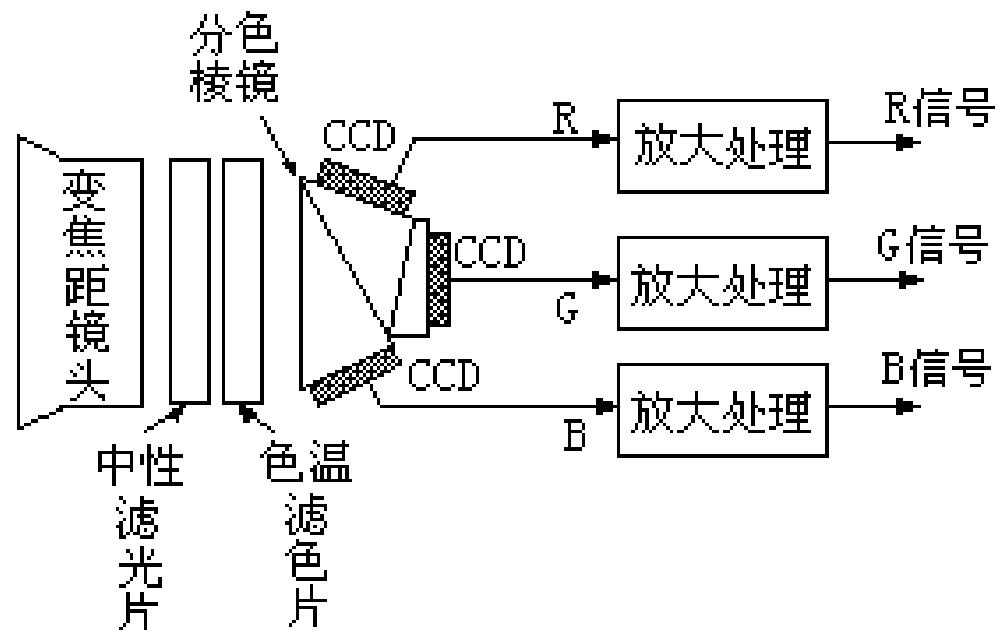 分色
棱镜
CCD
R
放大处理
R信号
变焦距镜头
CCD
G
放大处理
G信号
CCD
B
放大处理
B信号
中性
滤
光
片
色温
滤
色
片